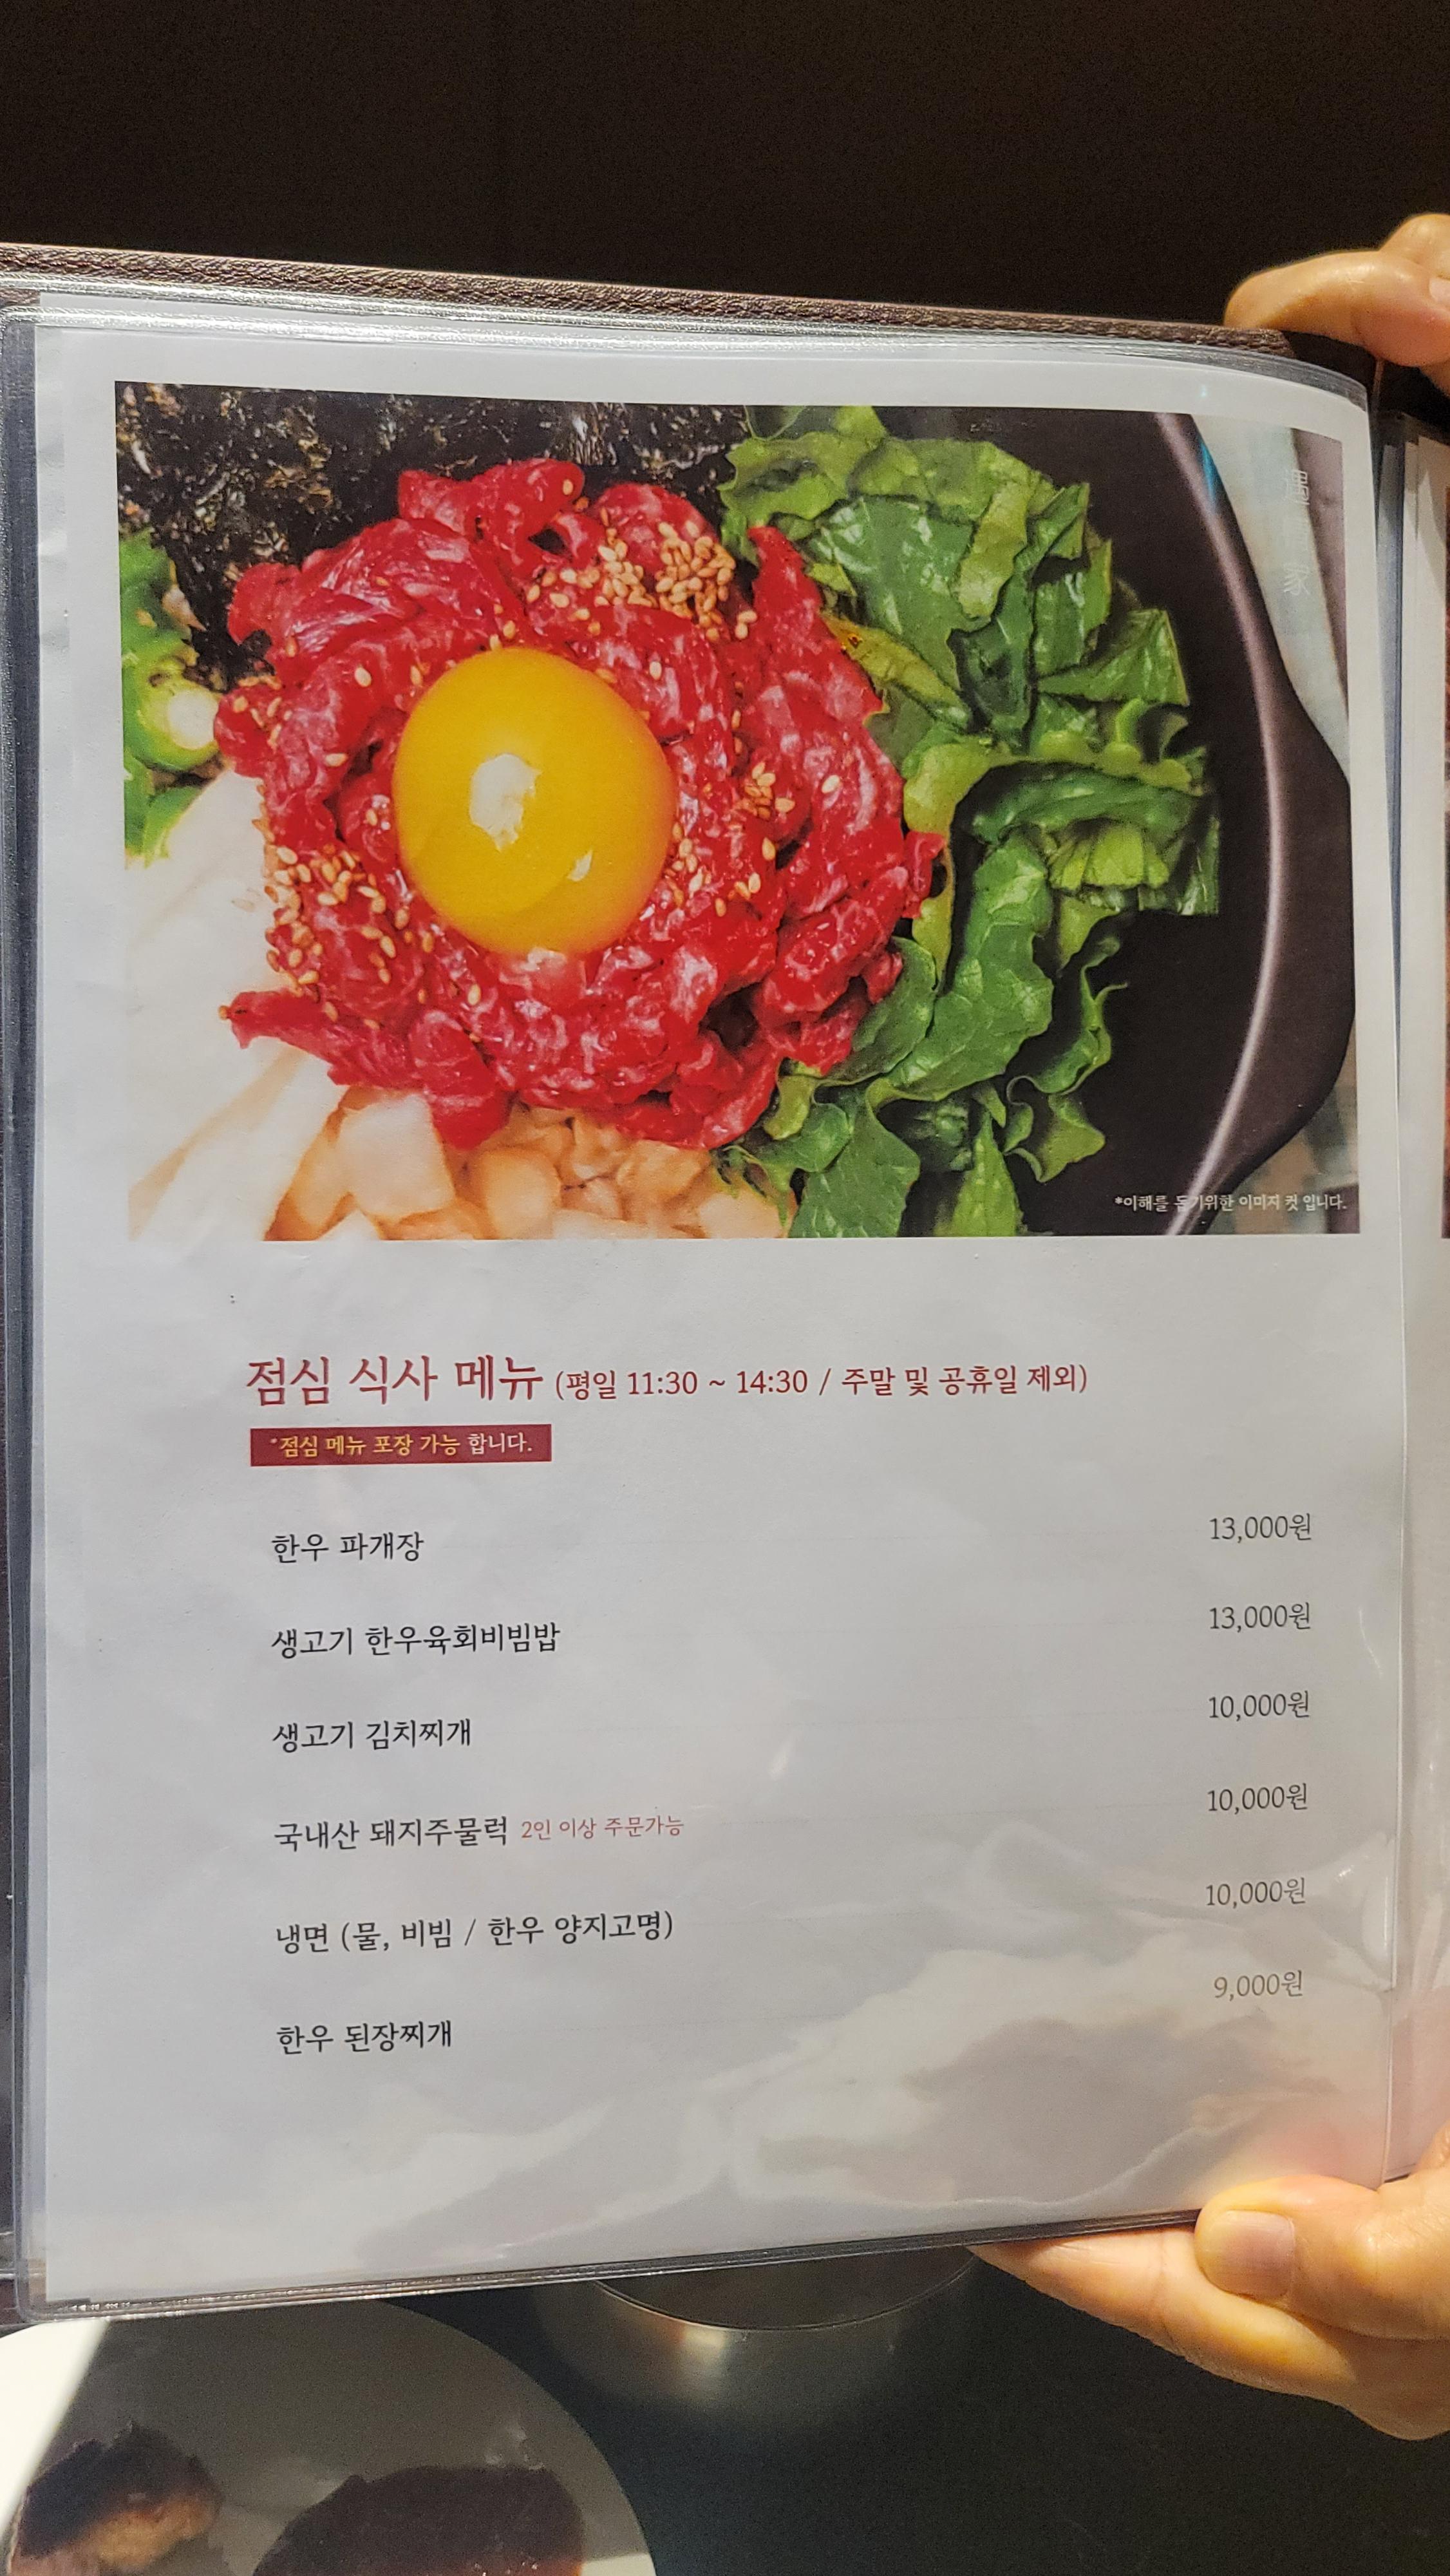 *이해를 돕기위한 이미지 컷 입니다.
점심 식사 메뉴 (평일 11:30 ~ 14:30 / 주말 및 공휴일 제외)
*점심 메뉴 포장 가능 합니다.
한우 파개장 13,000원
생고기 한우육회비빔밥 13,000원
생고기 김치찌개 10,000원
국내산 돼지주물럭 2인 이상 주문가능 10,000원
냉면 (물, 비빔 / 한우 양지고명) 10,000원
한우 된장찌개 9,000원